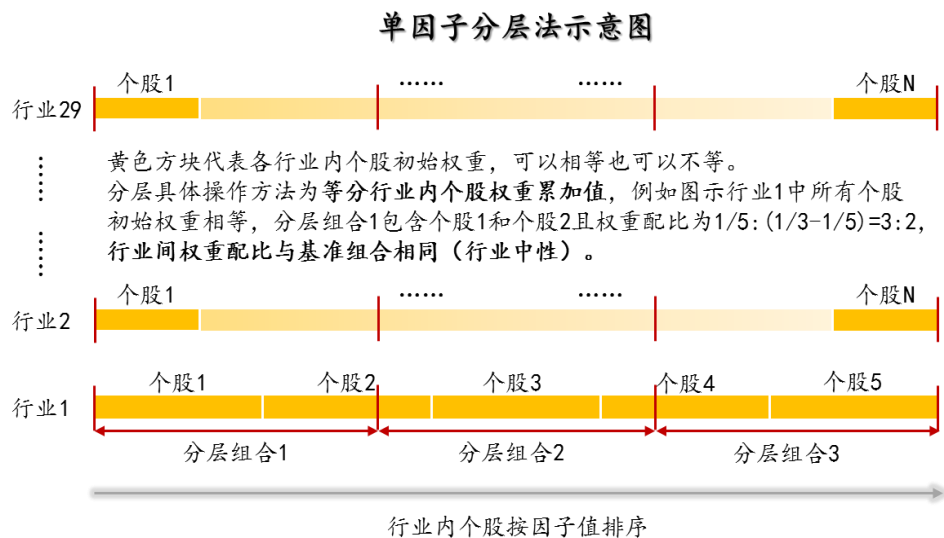 单因子分层法示意图
个股1 …… …… 个股N
行业29
黄色方块代表各行业内个股初始权重，可以相等也可以不等。
分层具体操作方法为等分行业内个股权重累加值，例如图示行业1中所有个股
初始权重相等，分层组合1包含个股1和个股2且权重配比为1/5:(1/3-1/5)=3:2，
行业间权重配比与基准组合相同（行业中性）。
……
……
个股1 …… …… 个股N
行业2
个股1 个股2 个股3 个股4 个股5
行业1
分层组合1 分层组合2 分层组合3
行业内个股按因子值排序